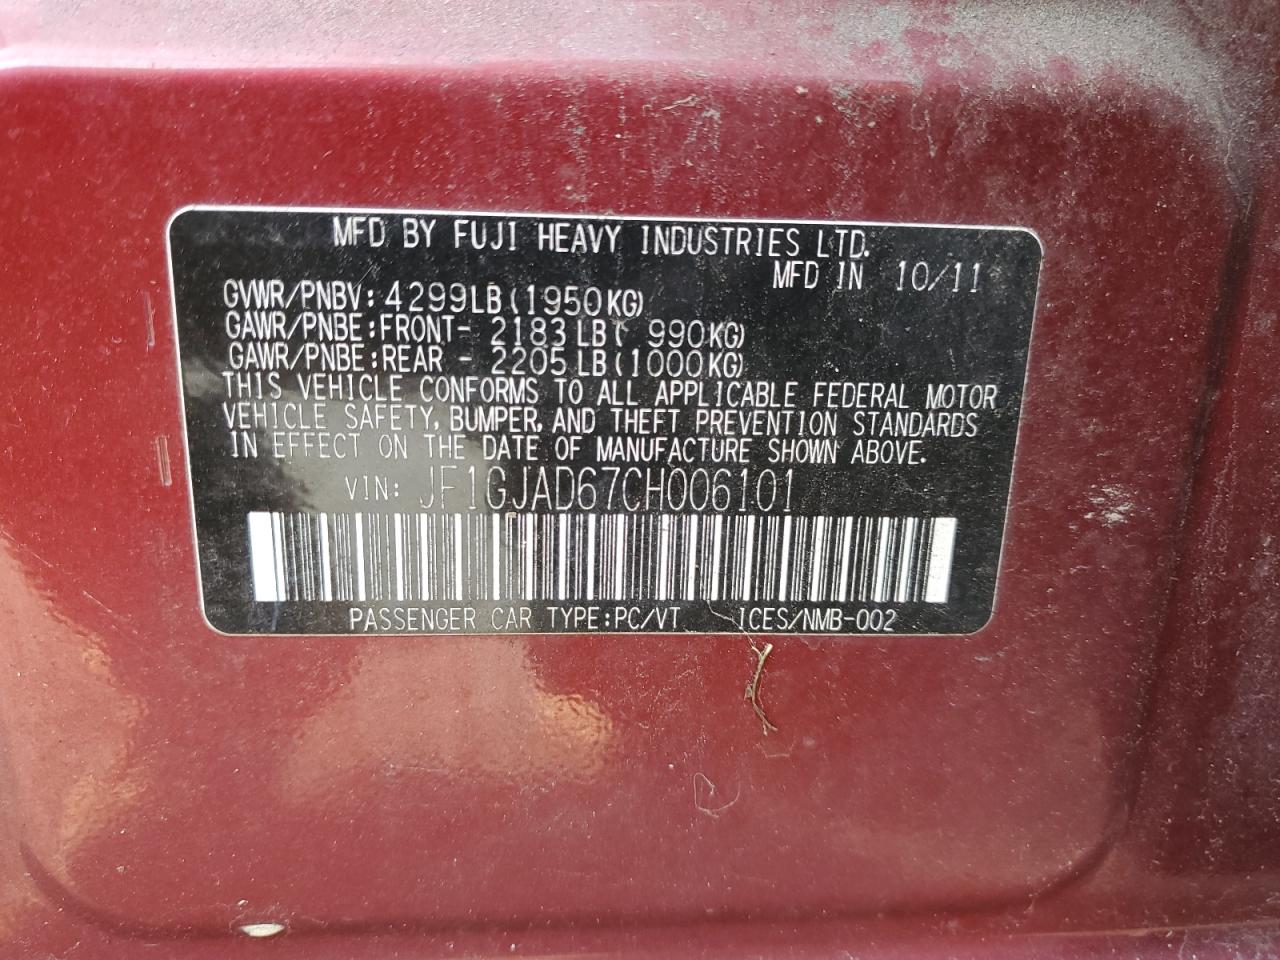 MFD BY FUJI HEAVY INDUSTRIES LTD.
MFD IN 10/11
GVWR/PNBV: 4299LB (1950KG)
GAWR/PNBE:FRONT- 2183LB ( 990KG)
GAWR/PNBE:REAR - 2205LB (1000KG)
THIS VEHICLE CONFORMS TO ALL APPLICABLE FEDERAL MOTOR
VEHICLE SAFETY, BUMPER, AND THEFT PREVENTION STANDARDS
IN EFFECT ON THE DATE OF MANUFACTURE SHOWN ABOVE.
VIN: JF1GJAD67CH006101
PASSENGER CAR TYPE:PC/VT ICES/NMB-002